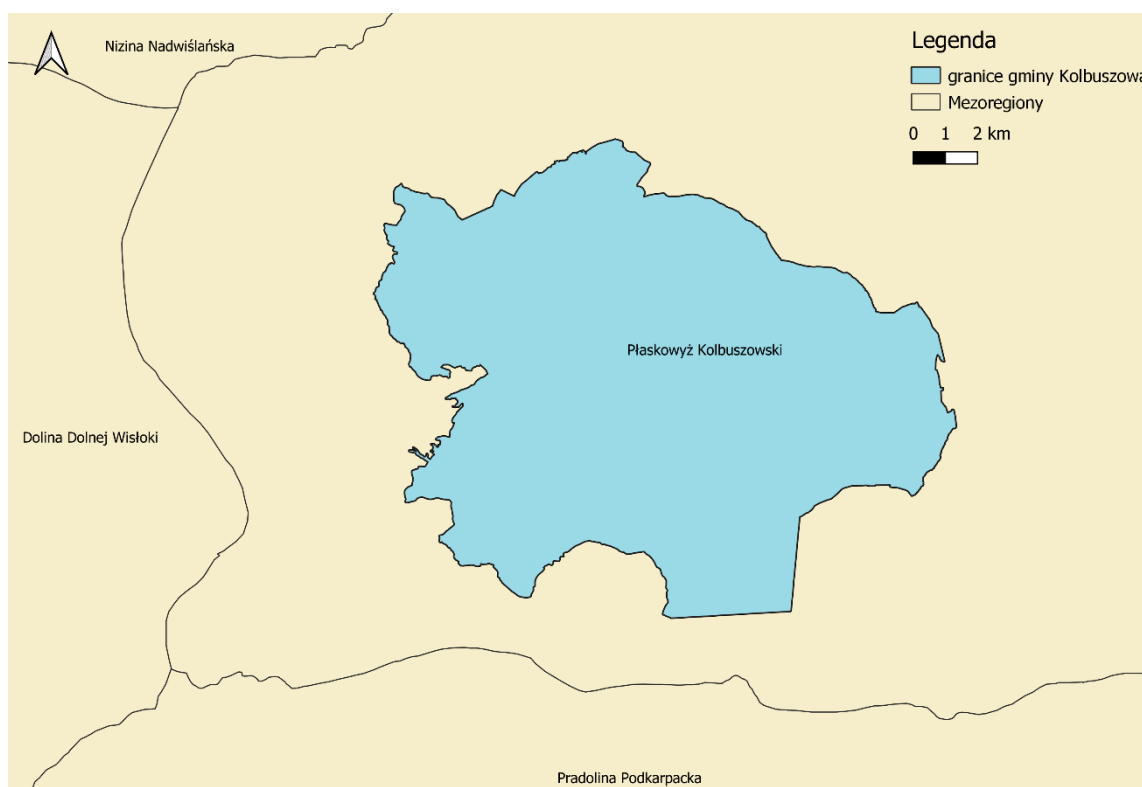 Nizina Nadwiślańska
Legenda
granice gminy Kolbuszowa
Mezoregiony
0 1 2 km
Płaskowyż Kolbuszowski
Dolina Dolnej Wisłoki
Pradolina Podkarpacka